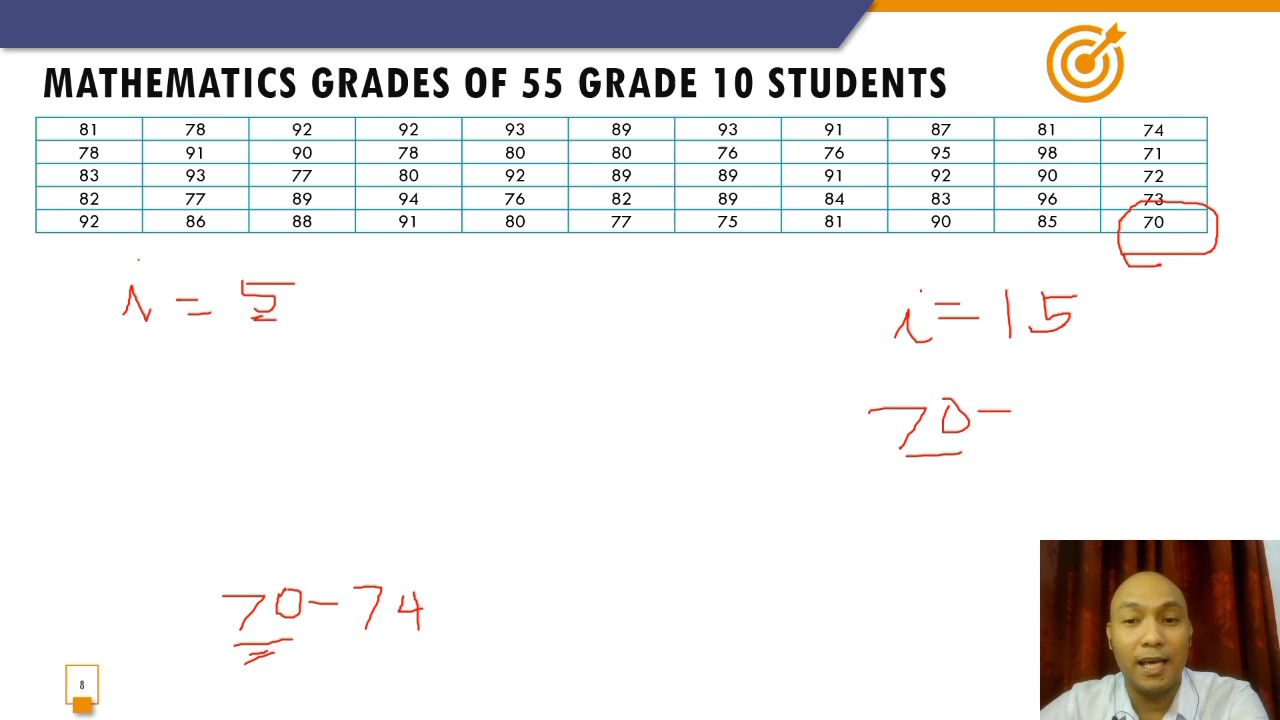 MATHEMATICS GRADES OF 55 GRADE 10 STUDENTS
81 78 92 92 93 89 93 91 87 81 74
78 91 90 78 80 80 76 76 95 98 71
83 93 77 80 92 89 89 91 92 90 72
82 77 89 94 76 82 89 84 83 96 73
92 86 88 91 80 77 75 81 90 85 70
i = 5
i = 15
70-
70-74
8